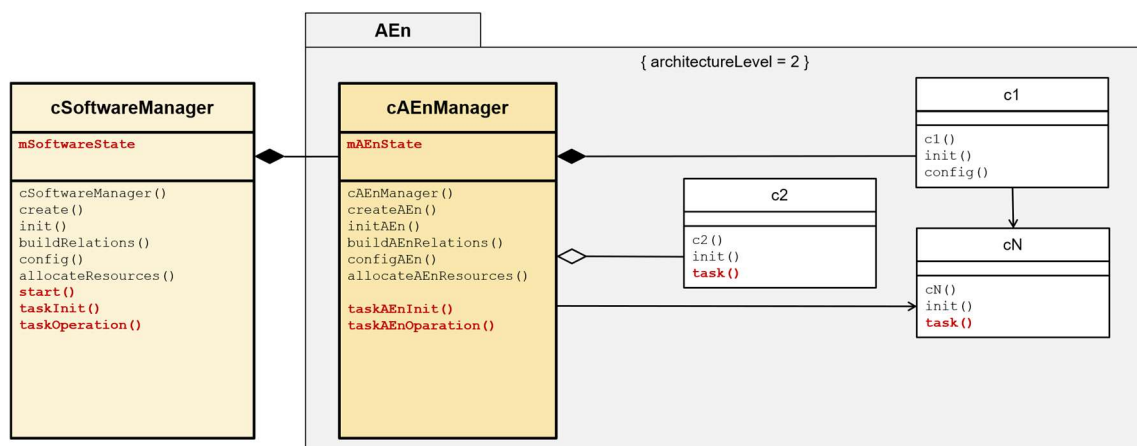 AEn
{ architectureLevel = 2 }
cSoftwareManager
mSoftwareState
cSoftwareManager()
create()
init()
buildRelations()
config()
allocateResources()
start()
taskInit()
taskOperation()
cAEnManager
mAEnState
cAEnManager()
createAEn()
initAEn()
buildAEnRelations()
configAEn()
allocateAEnResources()
taskAEnInit()
taskAEnOparation()
c2
c2()
init()
task()
c1
c1()
init()
config()
cN
cN()
init()
task()